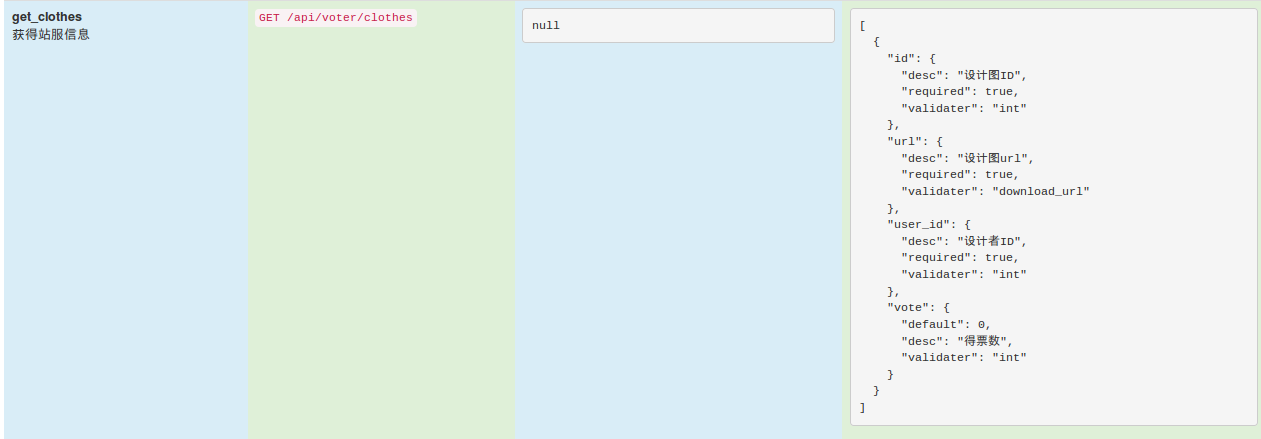 get_clothes
获得站服信息
GET /api/voter/clothes
null
[
  {
    "id": {
      "desc": "设计图ID",
      "required": true,
      "validater": "int"
    },
    "url": {
      "desc": "设计图url",
      "required": true,
      "validater": "download_url"
    },
    "user_id": {
      "desc": "设计者ID",
      "required": true,
      "validater": "int"
    },
    "vote": {
      "default": 0,
      "desc": "得票数",
      "validater": "int"
    }
  }
]